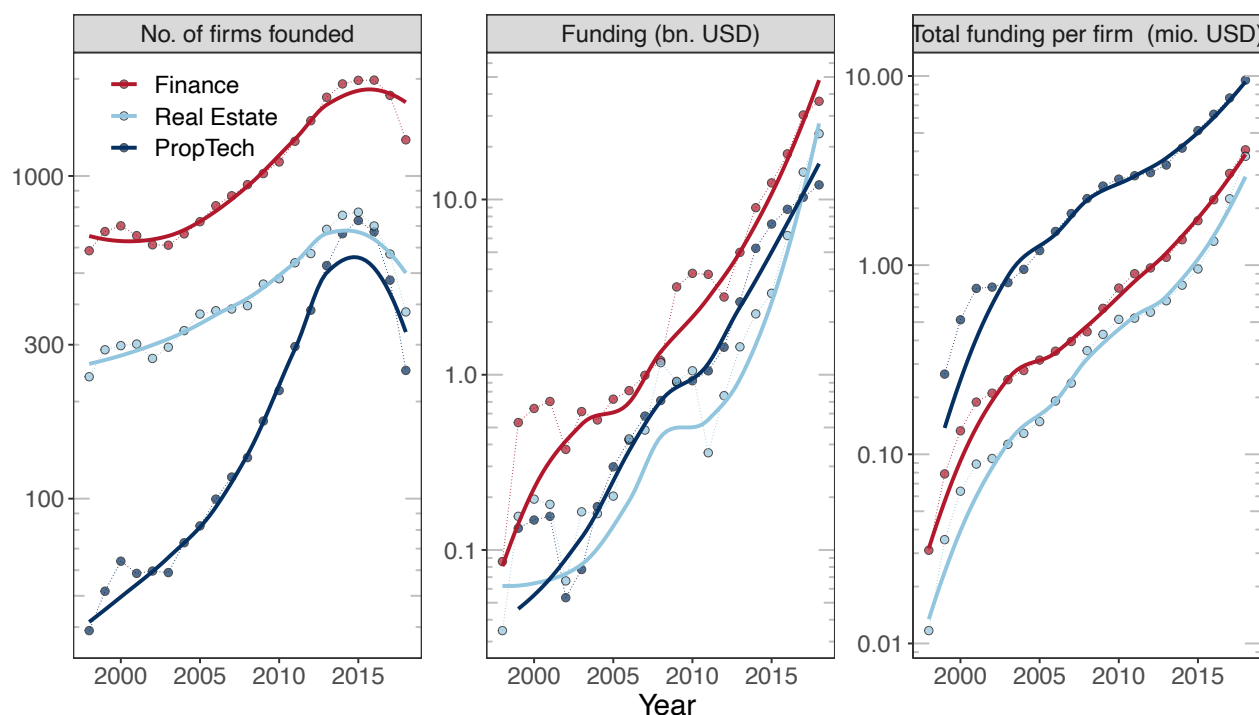 No. of firms founded
Funding (bn. USD)
Total funding per firm (mio. USD)
Finance
Real Estate
PropTech
1000
300
100
10.0
1.0
0.1
10.00
1.00
0.10
0.01
2000 2005 2010 2015
2000 2005 2010 2015
2000 2005 2010 2015
Year